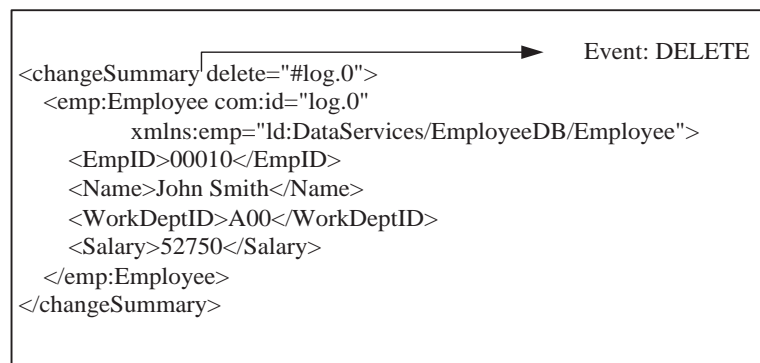 Event: DELETE
<changeSummary delete="#log.0">
<emp:Employee com:id="log.0"
xmlns:emp="ld:DataServices/EmployeeDB/Employee">
<EmpID>00010</EmpID>
<Name>John Smith</Name>
<WorkDeptID>A00</WorkDeptID>
<Salary>52750</Salary>
</emp:Employee>
</changeSummary>